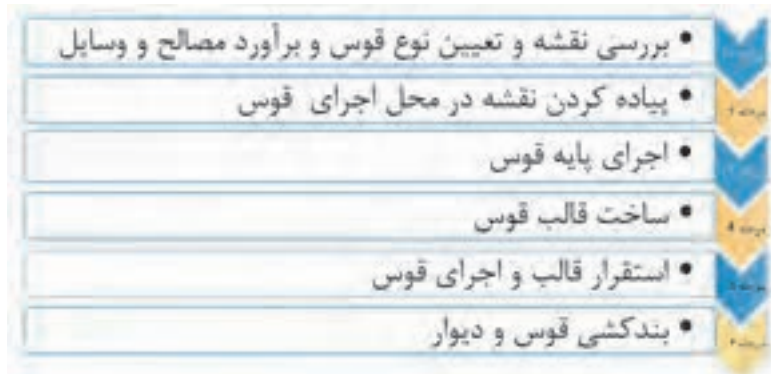 • بررسی نقشه و تعیین نوع قوس و برآورد مصالح و وسایل
• پیاده کردن نقشه در محل اجرای قوس
• اجرای پایه قوس
• ساخت قالب قوس
• استقرار قالب و اجرای قوس
• بندکشی قوس و دیوار